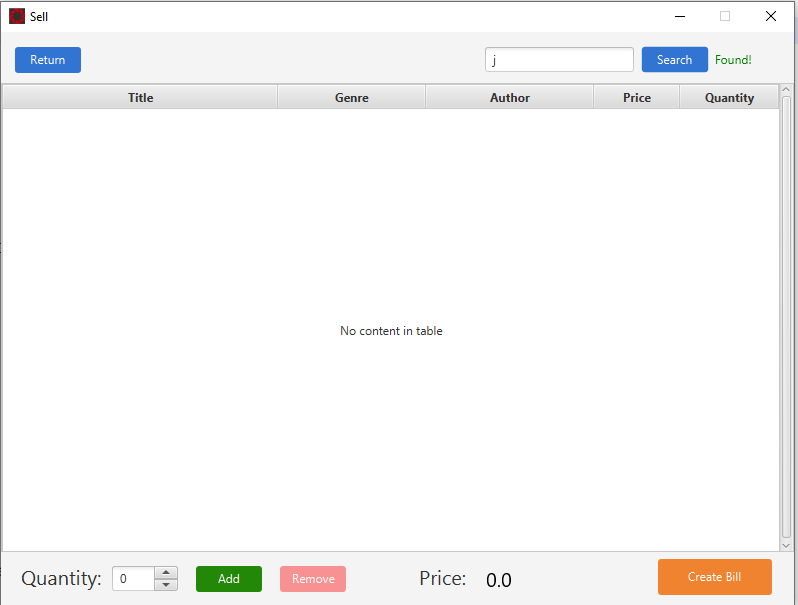 Sell
Return j Search Found!
Title Genre Author Price Quantity
No content in table
Quantity: 0 Add Remove Price: 0.0 Create Bill